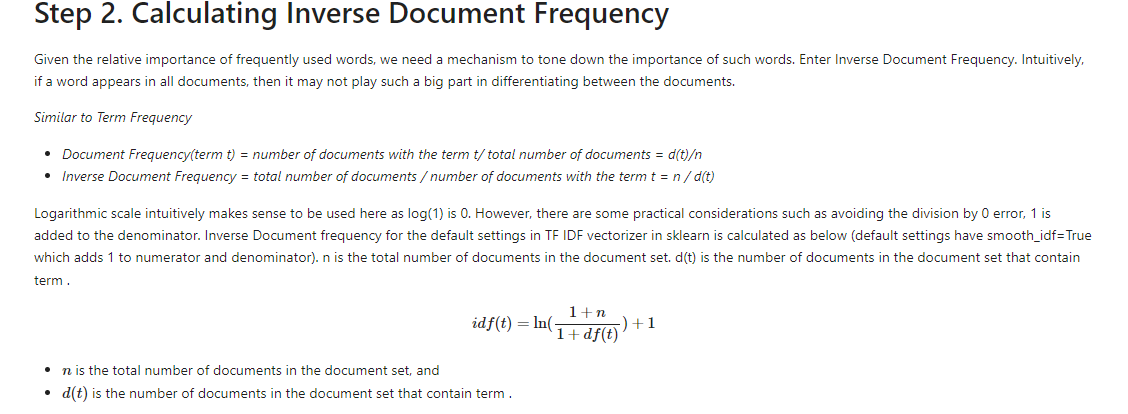 Step 2. Calculating Inverse Document Frequency
Given the relative importance of frequently used words, we need a mechanism to tone down the importance of such words. Enter Inverse Document Frequency. Intuitively,
if a word appears in all documents, then it may not play such a big part in differentiating between the documents.
Similar to Term Frequency
• Document Frequency(term t) = number of documents with the term t/ total number of documents = d(t)/n
• Inverse Document Frequency = total number of documents / number of documents with the term t = n / d(t)
Logarithmic scale intuitively makes sense to be used here as log(1) is 0. However, there are some practical considerations such as avoiding the division by 0 error, 1 is
added to the denominator. Inverse Document frequency for the default settings in TF IDF vectorizer in sklearn is calculated as below (default settings have smooth_idf=True
which adds 1 to numerator and denominator). n is the total number of documents in the document set. d(t) is the number of documents in the document set that contain
term .
idf(t) = ln((1 + n)/(1 + df(t))) + 1
• n is the total number of documents in the document set, and
• d(t) is the number of documents in the document set that contain term .